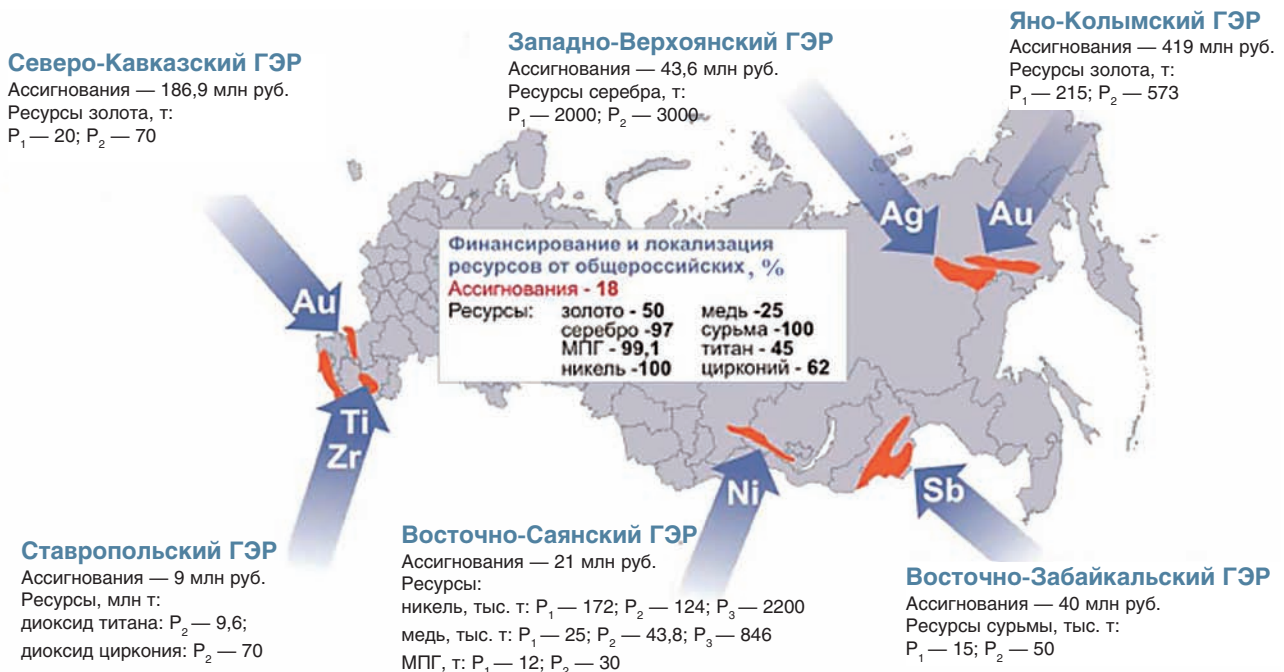 Северо-Кавказский ГЭР
Ассигнования — 186,9 млн руб.
Ресурсы золота, т:
P₁ — 20; P₂ — 70
Западно-Верхоянский ГЭР
Ассигнования — 43,6 млн руб.
Ресурсы серебра, т:
P₁ — 2000; P₂ — 3000
Яно-Колымский ГЭР
Ассигнования — 419 млн руб.
Ресурсы золота, т:
P₁ — 215; P₂ — 573
Ag
Au
Финансирование и локализация
ресурсов от общероссийских, %
Ассигнования - 18
Ресурсы: золото - 50 медь -25
серебро -97 сурьма -100
МПГ - 99,1 титан - 45
никель -100 цирконий - 62
Au
Ti
Zr
Ni
Sb
Ставропольский ГЭР
Ассигнования — 9 млн руб.
Ресурсы, млн т:
диоксид титана: P₂ — 9,6;
диоксид циркония: P₂ — 70
Восточно-Саянский ГЭР
Ассигнования — 21 млн руб.
Ресурсы:
никель, тыс. т: P₁ — 172; P₂ — 124; P₃ — 2200
медь, тыс. т: P₁ — 25; P₂ — 43,8; P₃ — 846
МПГ, т: P₁ — 12; P₂ — 30
Восточно-Забайкальский ГЭР
Ассигнования — 40 млн руб.
Ресурсы сурьмы, тыс. т:
P₁ — 15; P₂ — 50